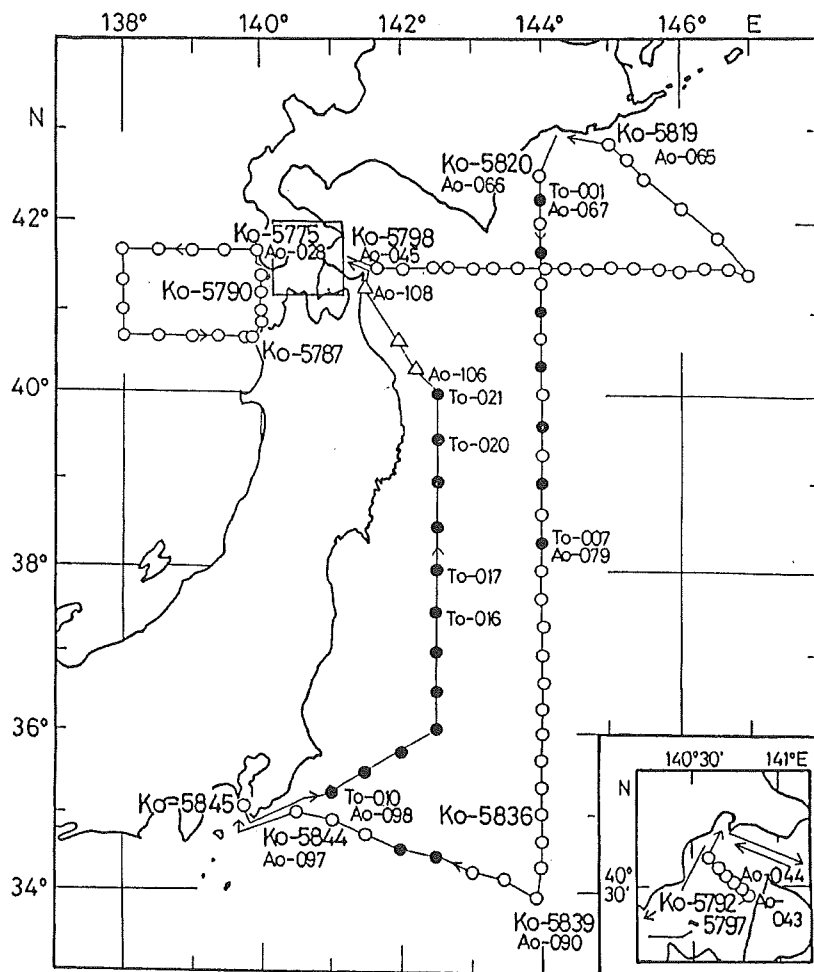 138° 140° 142° 144° 146° E
N
42°
40°
38°
36°
34°
Ko-5819
Ao-065
Ko-5820
Ao-066
To-001
Ao-067
Ko-5775
Ao-028
Ko-5798
Ao-045
Ko-5790
Ao-108
Ko-5787
Ao-106
To-021
To-020
To-007
Ao-079
To-017
To-016
Ko-5845
To-010
Ao-098
Ko-5836
Ko-5844
Ao-097
Ko-5839
Ao-090
140°30' 141°E
N
40°
30'
Ao-044
Ko-5792
~ 5797
Ao-
043